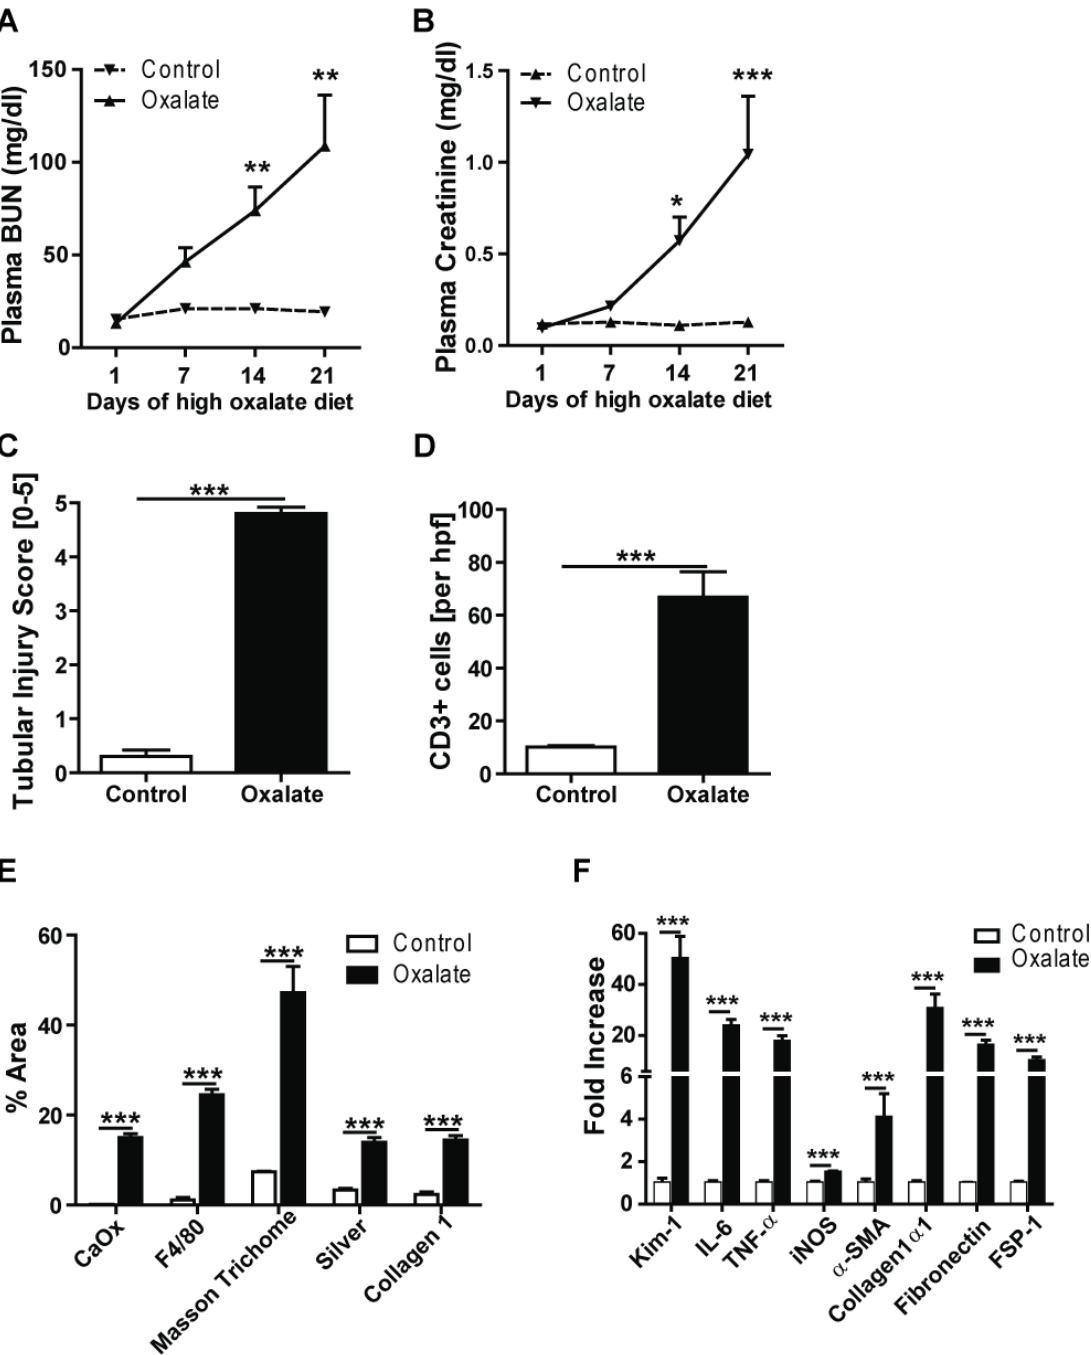 A
Plasma BUN (mg/dl)
150
100
50
0
Control
Oxalate
**
**
1 7 14 21
Days of high oxalate diet
B
Plasma Creatinine (mg/dl)
1.5
1.0
0.5
0.0
Control
Oxalate
*
***
1 7 14 21
Days of high oxalate diet
C
Tubular Injury Score [0-5]
5
4
3
2
1
0
***
Control Oxalate
D
CD3+ cells [per hpf]
100
80
60
40
20
0
***
Control Oxalate
E
% Area
60
40
20
0
Control
Oxalate
***
***
***
***
***
CaOx
F4/80
Masson Trichome
Silver
Collagen 1
F
Fold Increase
60
40
20
6
4
2
0
Control
Oxalate
***
***
***
***
***
***
***
***
Kim-1
IL-6
TNF-α
iNOS
α-SMA
Collagen1α1
Fibronectin
FSP-1